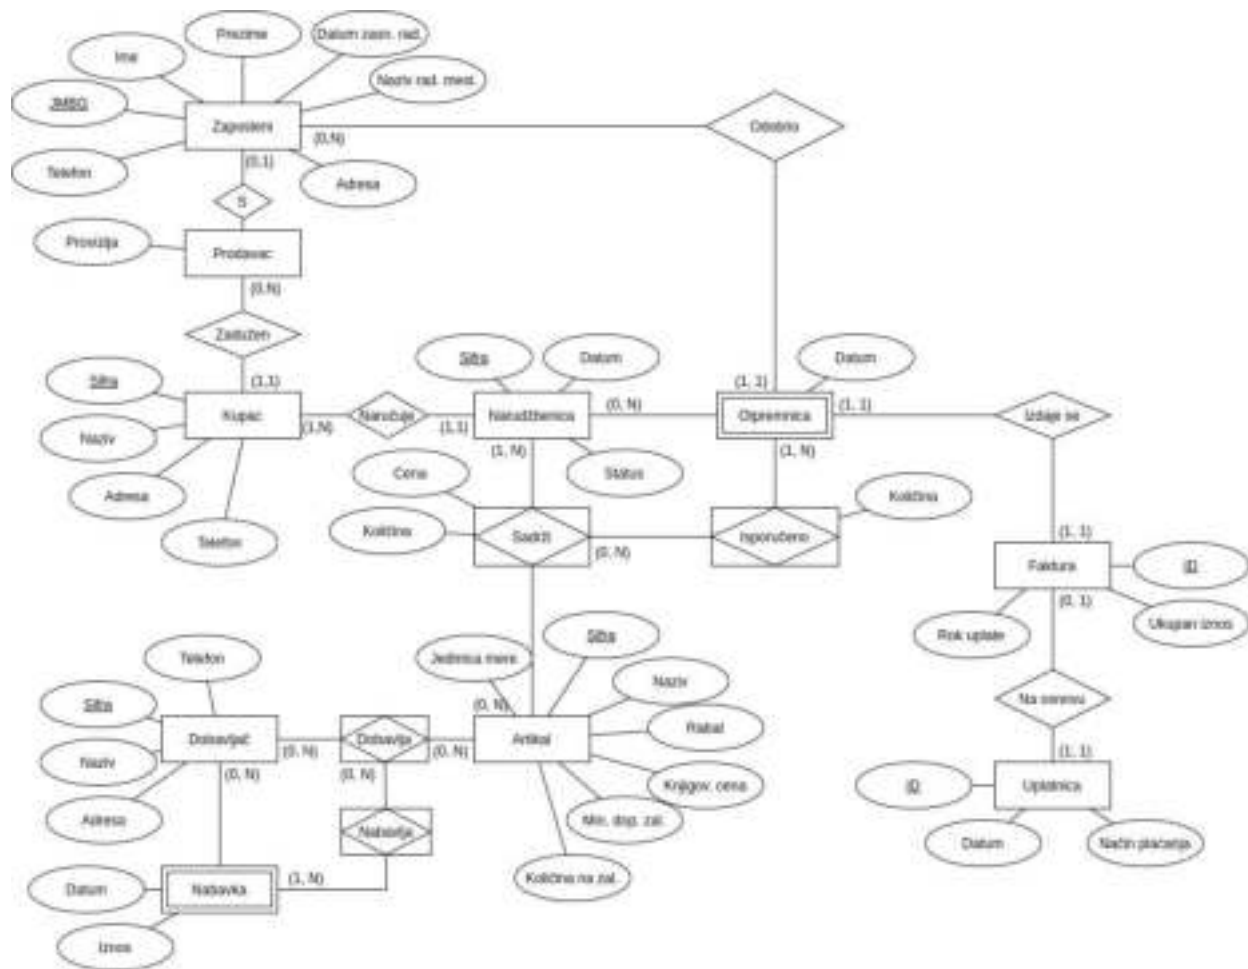 Prezime
Datum zasn. rad.
Ime
Naziv rad. mest.
JMBG
Zaposleni
(0,N)
Odobrio
(0,1)
Telefon
Adresa
S
Provizija
Prodavac
(0,N)
Zadužen
Šifra
Datum
Datum
Šifra
(1,1)
(1, 1)
Kupac
Naručuje
Narudžbenica
(0, N)
Otpremnica
(1, 1)
Izdaje se
(1,N)
(1,1)
Naziv
(1, N)
(1, N)
Cena
Status
Adresa
Količina
Količina
Sadrži
Isporučeno
Telefon
(0, N)
(1, 1)
Faktura
ID
(0, 1)
Rok uplate
Ukupan iznos
Šifra
Telefon
Jedinica mere
Naziv
Šifra
(0, N)
Na osnovu
Rabat
Dobavljač
Dobavlja
Artikal
(0, N)
(0, N)
(1, 1)
Naziv
(0, N)
(0, N)
Knjigov. cena
ID
Uplatnica
Adresa
Min. dop. zal.
Nabavlja
Datum
Način plaćanja
Količina na zal.
(1, N)
Datum
Nabavka
Iznos